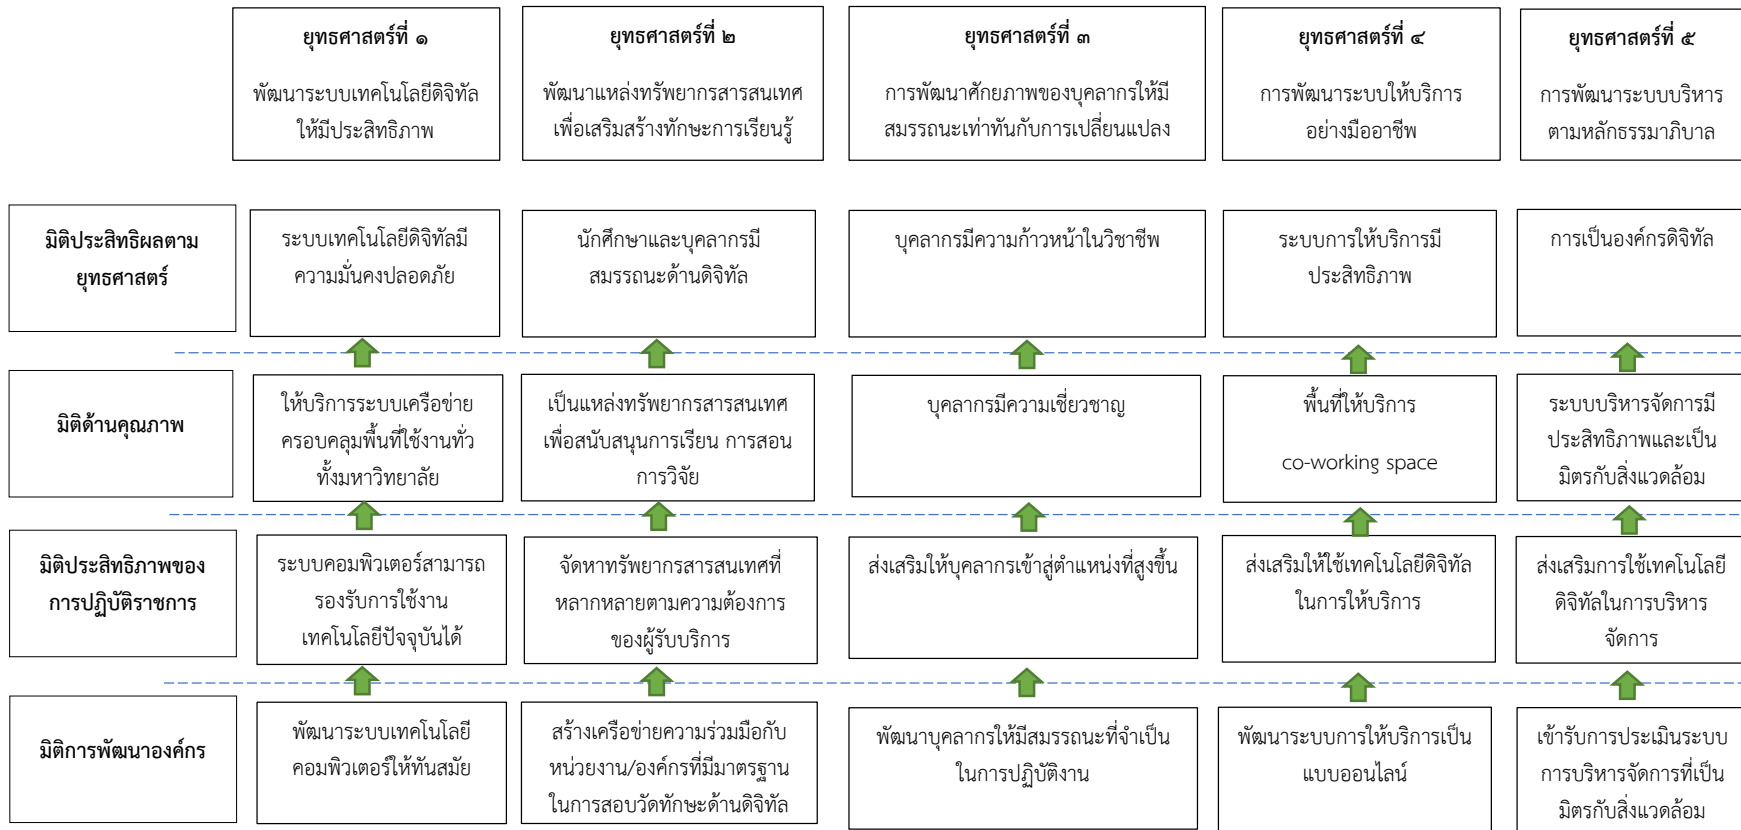 ยุทธศาสตร์ที่ ๑
พัฒนาระบบเทคโนโลยีดิจิทัล
ให้มีประสิทธิภาพ
ยุทธศาสตร์ที่ ๒
พัฒนาแหล่งทรัพยากรสารสนเทศ
เพื่อเสริมสร้างทักษะการเรียนรู้
ยุทธศาสตร์ที่ ๓
การพัฒนาศักยภาพของบุคลากรให้มี
สมรรถนะเท่าทันกับการเปลี่ยนแปลง
ยุทธศาสตร์ที่ ๔
การพัฒนาระบบให้บริการ
อย่างมืออาชีพ
ยุทธศาสตร์ที่ ๕
การพัฒนาระบบบริหาร
ตามหลักธรรมาภิบาล
มิติประสิทธิผลตาม
ยุทธศาสตร์
ระบบเทคโนโลยีดิจิทัลมี
ความมั่นคงปลอดภัย
นักศึกษาและบุคลากรมี
สมรรถนะด้านดิจิทัล
บุคลากรมีความก้าวหน้าในวิชาชีพ
ระบบการให้บริการมี
ประสิทธิภาพ
การเป็นองค์กรดิจิทัล
มิติด้านคุณภาพ
ให้บริการระบบเครือข่าย
ครอบคลุมพื้นที่ใช้งานทั่ว
ทั้งมหาวิทยาลัย
เป็นแหล่งทรัพยากรสารสนเทศ
เพื่อสนับสนุนการเรียน การสอน
การวิจัย
บุคลากรมีความเชี่ยวชาญ
พื้นที่ให้บริการ
co-working space
ระบบบริหารจัดการมี
ประสิทธิภาพและเป็น
มิตรกับสิ่งแวดล้อม
มิติประสิทธิภาพของ
การปฏิบัติราชการ
ระบบคอมพิวเตอร์สามารถ
รองรับการใช้งาน
เทคโนโลยีปัจจุบันได้
จัดหาทรัพยากรสารสนเทศที่
หลากหลายตามความต้องการ
ของผู้รับบริการ
ส่งเสริมให้บุคลากรเข้าสู่ตำแหน่งที่สูงขึ้น
ส่งเสริมให้ใช้เทคโนโลยีดิจิทัล
ในการให้บริการ
ส่งเสริมการใช้เทคโนโลยี
ดิจิทัลในการบริหาร
จัดการ
มิติการพัฒนาองค์กร
พัฒนาระบบเทคโนโลยี
คอมพิวเตอร์ให้ทันสมัย
สร้างเครือข่ายความร่วมมือกับ
หน่วยงาน/องค์กรที่มีมาตรฐาน
ในการสอบวัดทักษะด้านดิจิทัล
พัฒนาบุคลากรให้มีสมรรถนะที่จำเป็น
ในการปฏิบัติงาน
พัฒนาระบบการให้บริการเป็น
แบบออนไลน์
เข้ารับการประเมินระบบ
การบริหารจัดการที่เป็น
มิตรกับสิ่งแวดล้อม